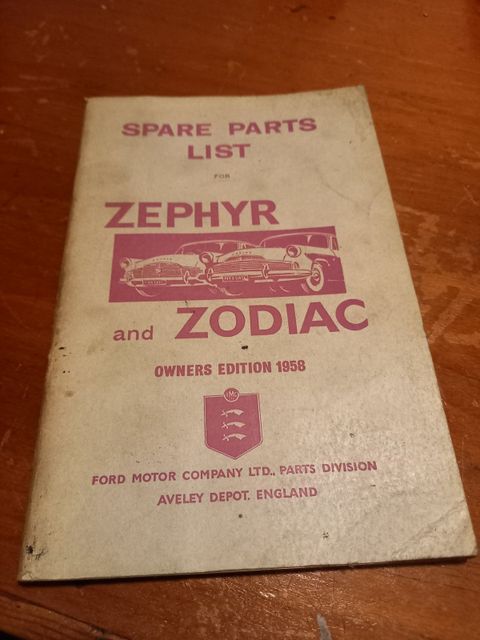 SPARE PARTS
LIST
FOR
ZEPHYR
and ZODIAC
OWNERS EDITION 1958
FORD MOTOR COMPANY LTD., PARTS DIVISION
AVELEY DEPOT, ENGLAND